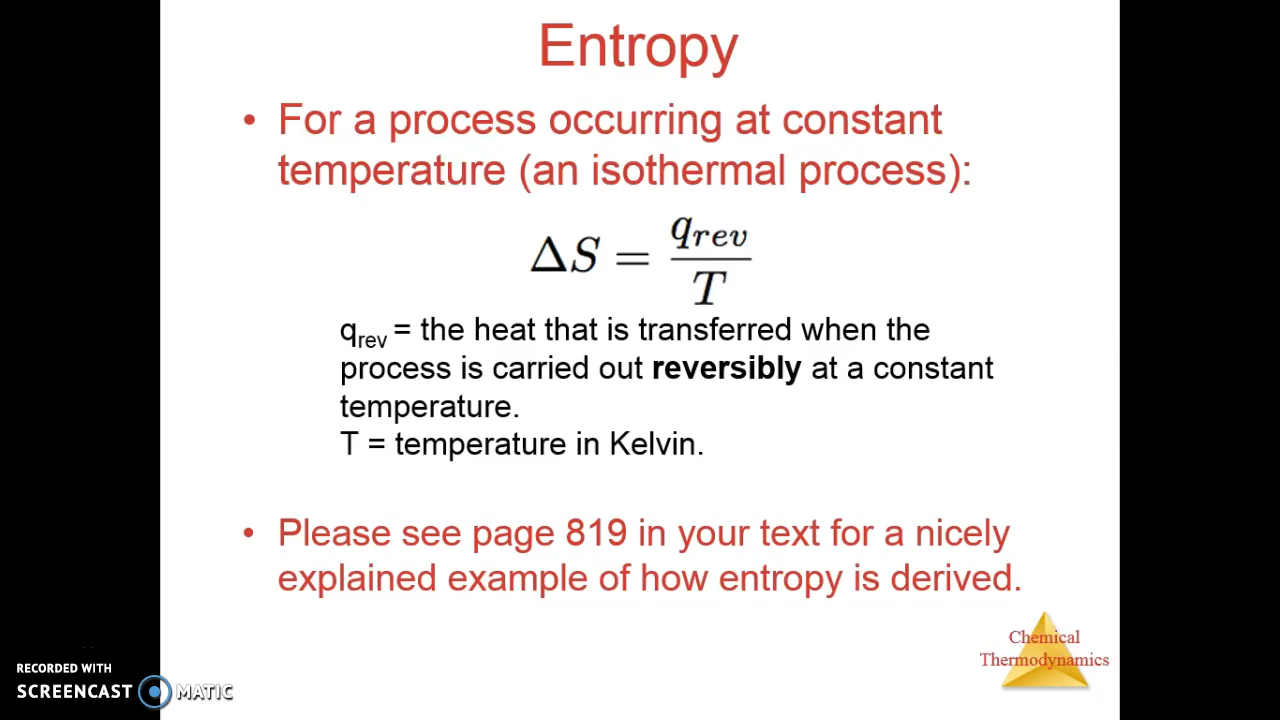 Entropy
• For a process occurring at constant
temperature (an isothermal process):
ΔS = q_rev / T
q_rev = the heat that is transferred when the
process is carried out reversibly at a constant
temperature.
T = temperature in Kelvin.
• Please see page 819 in your text for a nicely
explained example of how entropy is derived.
Chemical
Thermodynamics
RECORDED WITH
SCREENCAST MATIC